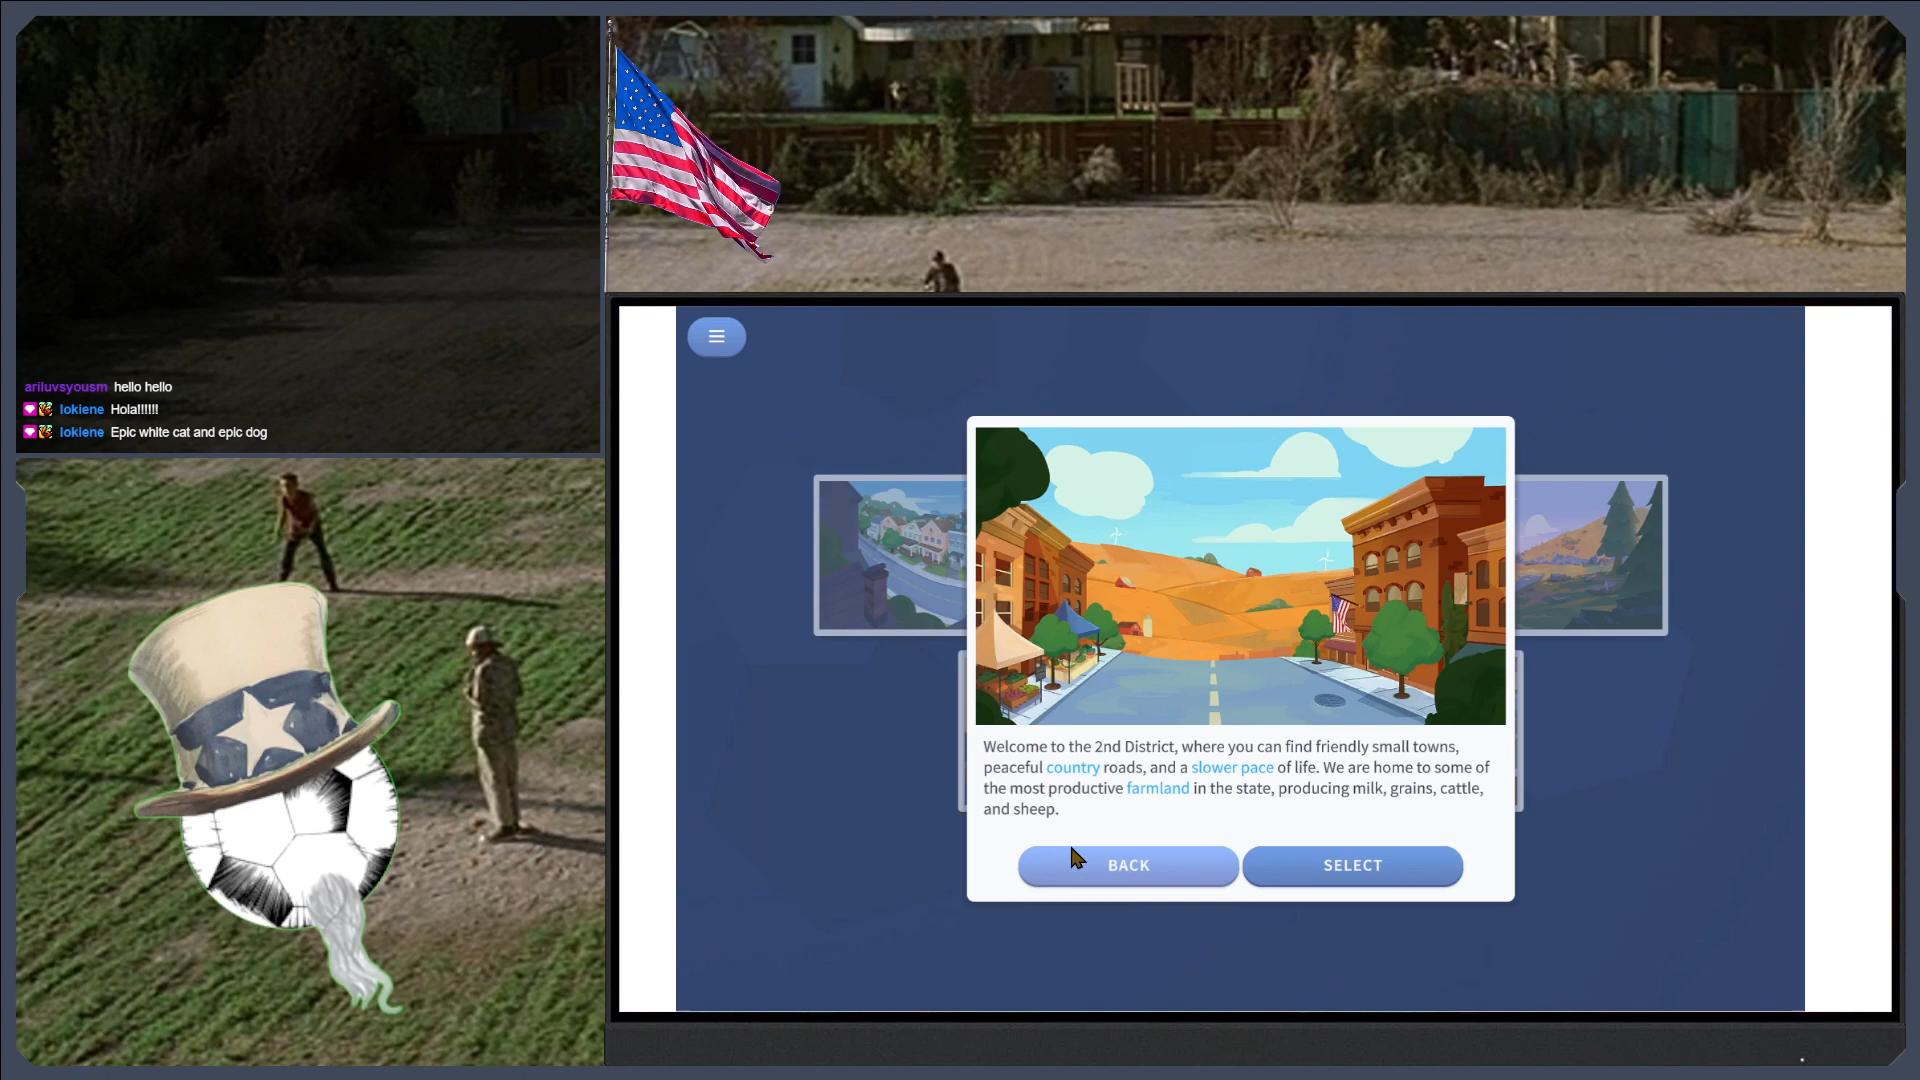 ariluvsyousm hello hello
lokiene Hola!!!!!!
lokiene Epic white cat and epic dog
Welcome to the 2nd District, where you can find friendly small towns,
peaceful country roads, and a slower pace of life. We are home to some of
the most productive farmland in the state, producing milk, grains, cattle,
and sheep.
BACK
SELECT